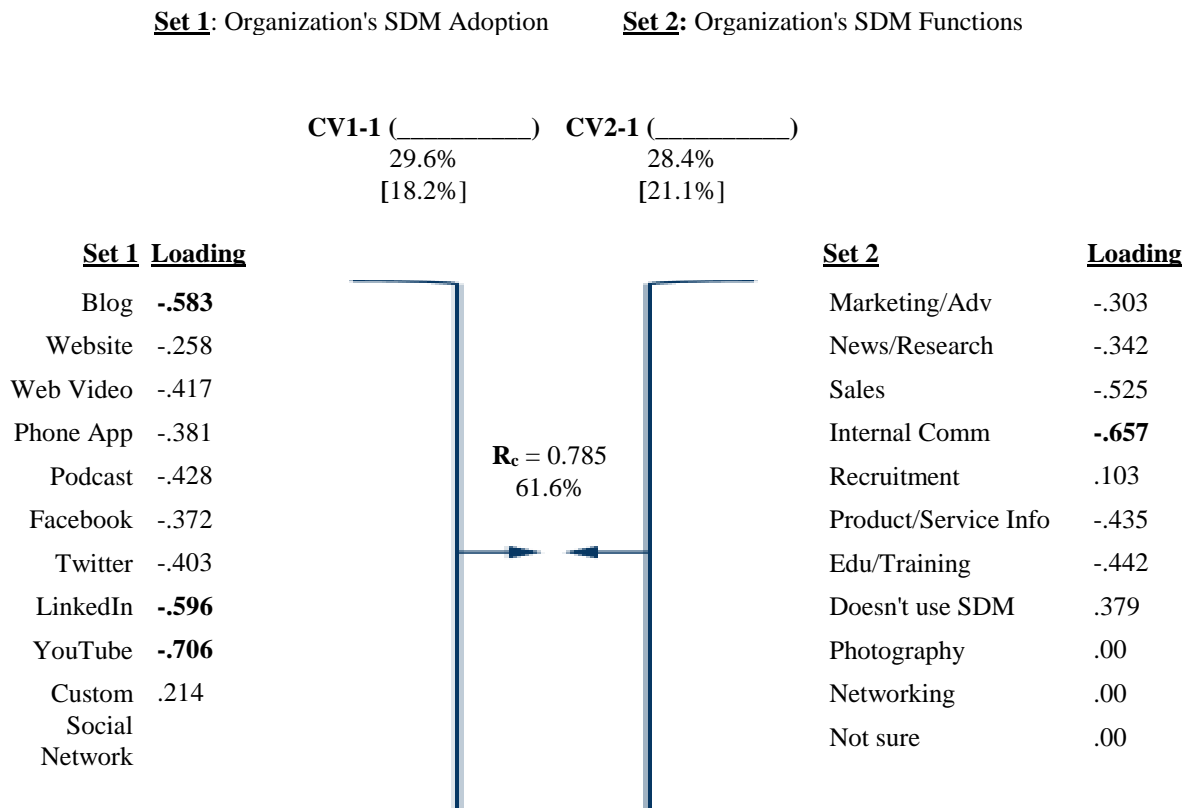 Set 1: Organization's SDM Adoption Set 2: Organization's SDM Functions
CV1-1 (__________) CV2-1 (__________)
29.6% 28.4%
[18.2%] [21.1%]
Set 1 Loading Set 2 Loading
Blog -.583 Marketing/Adv -.303
Website -.258 News/Research -.342
Web Video -.417 Sales -.525
Phone App -.381 Internal Comm -.657
Rc = 0.785
Podcast -.428 Recruitment .103
61.6%
Facebook -.372 Product/Service Info -.435
Twitter -.403 Edu/Training -.442
LinkedIn -.596 Doesn't use SDM .379
YouTube -.706 Photography .00
Custom .214 Networking .00
Social
Network Not sure .00